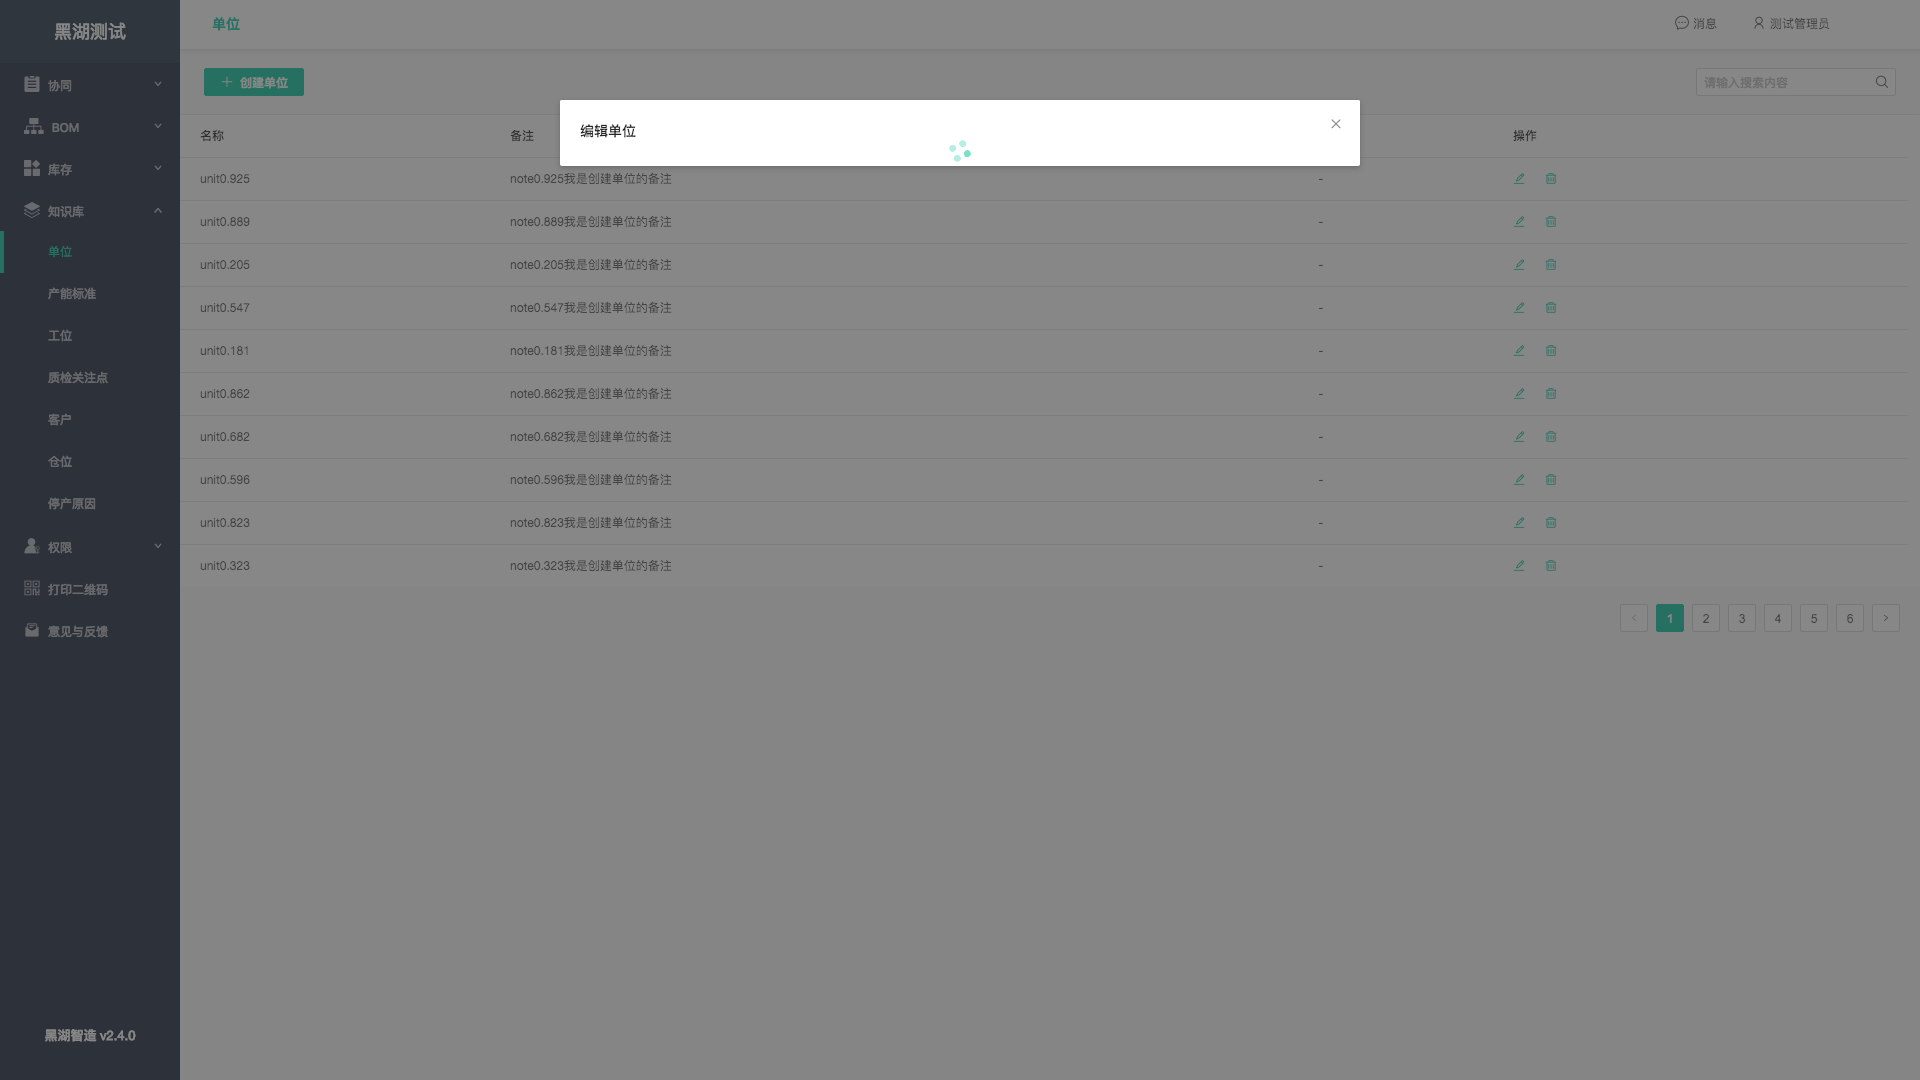 黑湖测试
协同
BOM
库存
知识库
单位
产能标准
工位
质检关注点
客户
仓位
停产原因
权限
打印二维码
意见与反馈
黑湖智造 v2.4.0
单位
消息
测试管理员
创建单位
请输入搜索内容
编辑单位
名称 备注 操作
unit0.925 note0.925我是创建单位的备注 -
unit0.889 note0.889我是创建单位的备注 -
unit0.205 note0.205我是创建单位的备注 -
unit0.547 note0.547我是创建单位的备注 -
unit0.181 note0.181我是创建单位的备注 -
unit0.862 note0.862我是创建单位的备注 -
unit0.682 note0.682我是创建单位的备注 -
unit0.596 note0.596我是创建单位的备注 -
unit0.823 note0.823我是创建单位的备注 -
unit0.323 note0.323我是创建单位的备注 -
< 1 2 3 4 5 6 >